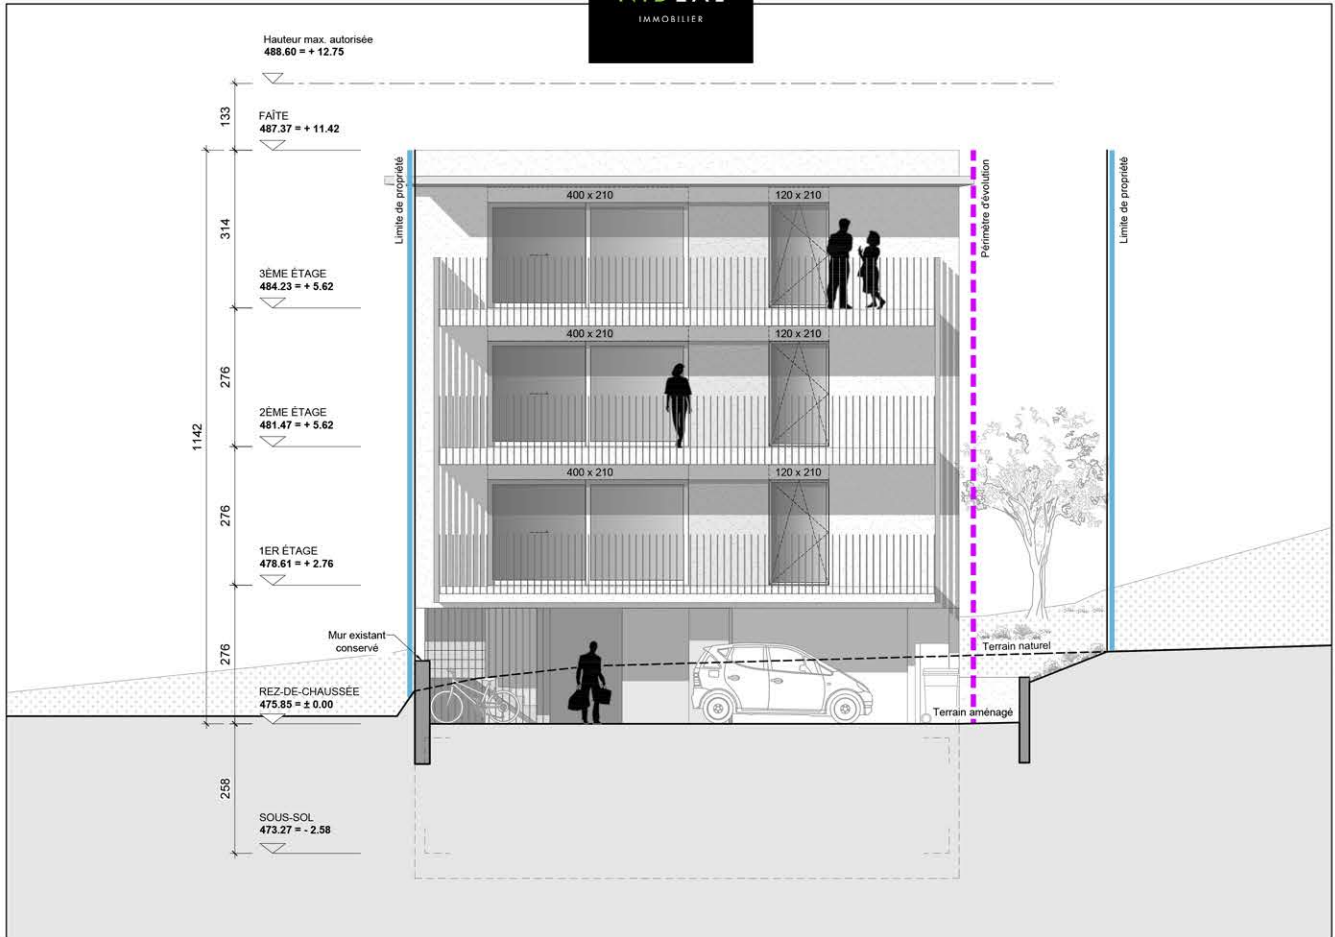 IMMOBILIER
Hauteur max. autorisée
488.60 = + 12.75
133
FAÎTE
487.37 = + 11.42
Limite de propriété
Périmètre d'évolution
Limite de propriété
400 x 210
120 x 210
314
3ÈME ÉTAGE
484.23 = + 5.62
400 x 210
120 x 210
276
2ÈME ÉTAGE
481.47 = + 5.62
1142
400 x 210
120 x 210
276
1ER ÉTAGE
478.61 = + 2.76
Mur existant
conservé
Terrain naturel
276
REZ-DE-CHAUSSÉE
475.85 = ± 0.00
Terrain aménagé
258
SOUS-SOL
473.27 = - 2.58